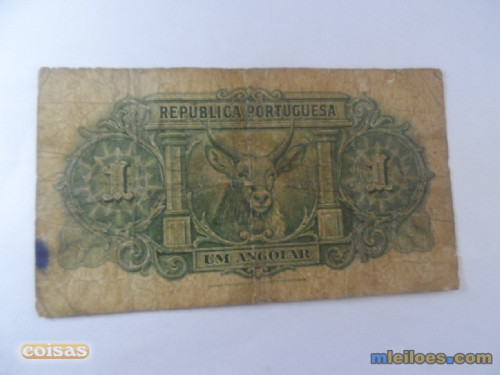 REPUBLICA PORTUGUESA
1 1
UM ANGOLAR
coisas
mleiloes.com